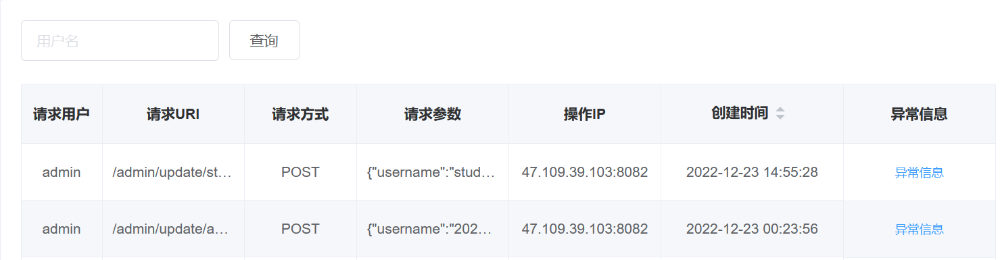 用户名 查询
请求用户 请求URI 请求方式 请求参数 操作IP 创建时间 异常信息
admin /admin/update/st... POST {"username":"stud... 47.109.39.103:8082 2022-12-23 14:55:28 异常信息
admin /admin/update/a... POST {"username":"202... 47.109.39.103:8082 2022-12-23 00:23:56 异常信息